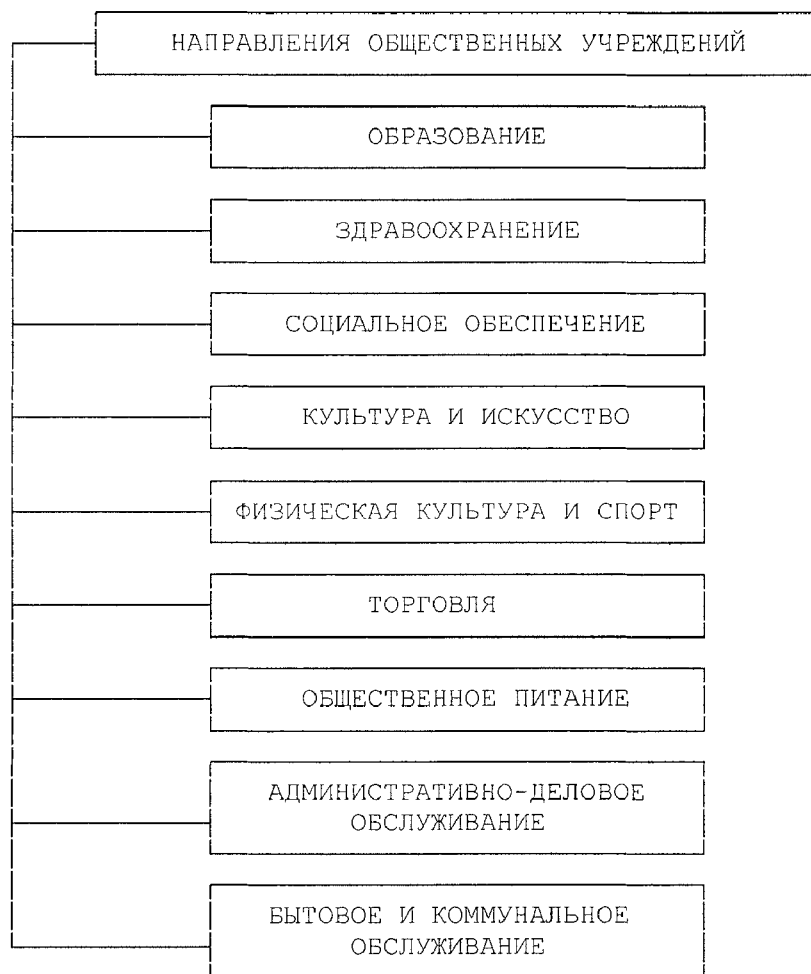 НАПРАВЛЕНИЯ ОБЩЕСТВЕННЫХ УЧРЕЖДЕНИЙ
ОБРАЗОВАНИЕ
ЗДРАВООХРАНЕНИЕ
СОЦИАЛЬНОЕ ОБЕСПЕЧЕНИЕ
КУЛЬТУРА И ИСКУССТВО
ФИЗИЧЕСКАЯ КУЛЬТУРА И СПОРТ
ТОРГОВЛЯ
ОБЩЕСТВЕННОЕ ПИТАНИЕ
АДМИНИСТРАТИВНО-ДЕЛОВОЕ
ОБСЛУЖИВАНИЕ
БЫТОВОЕ И КОММУНАЛЬНОЕ
ОБСЛУЖИВАНИЕ